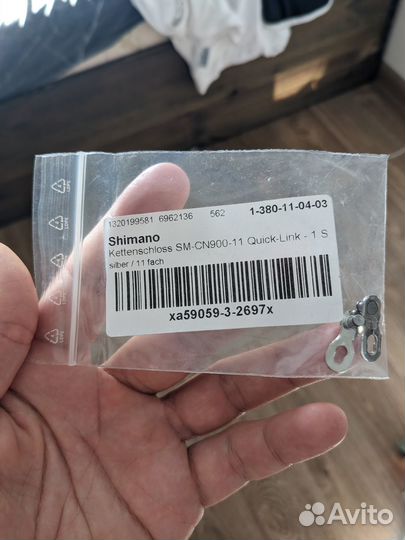 1320199581 6962136 562 1-380-11-04-03
Shimano
Kettenschloss SM-CN900-11 Quick-Link - 1 S
silber / 11 fach
xa59059-3-2697x
Avito